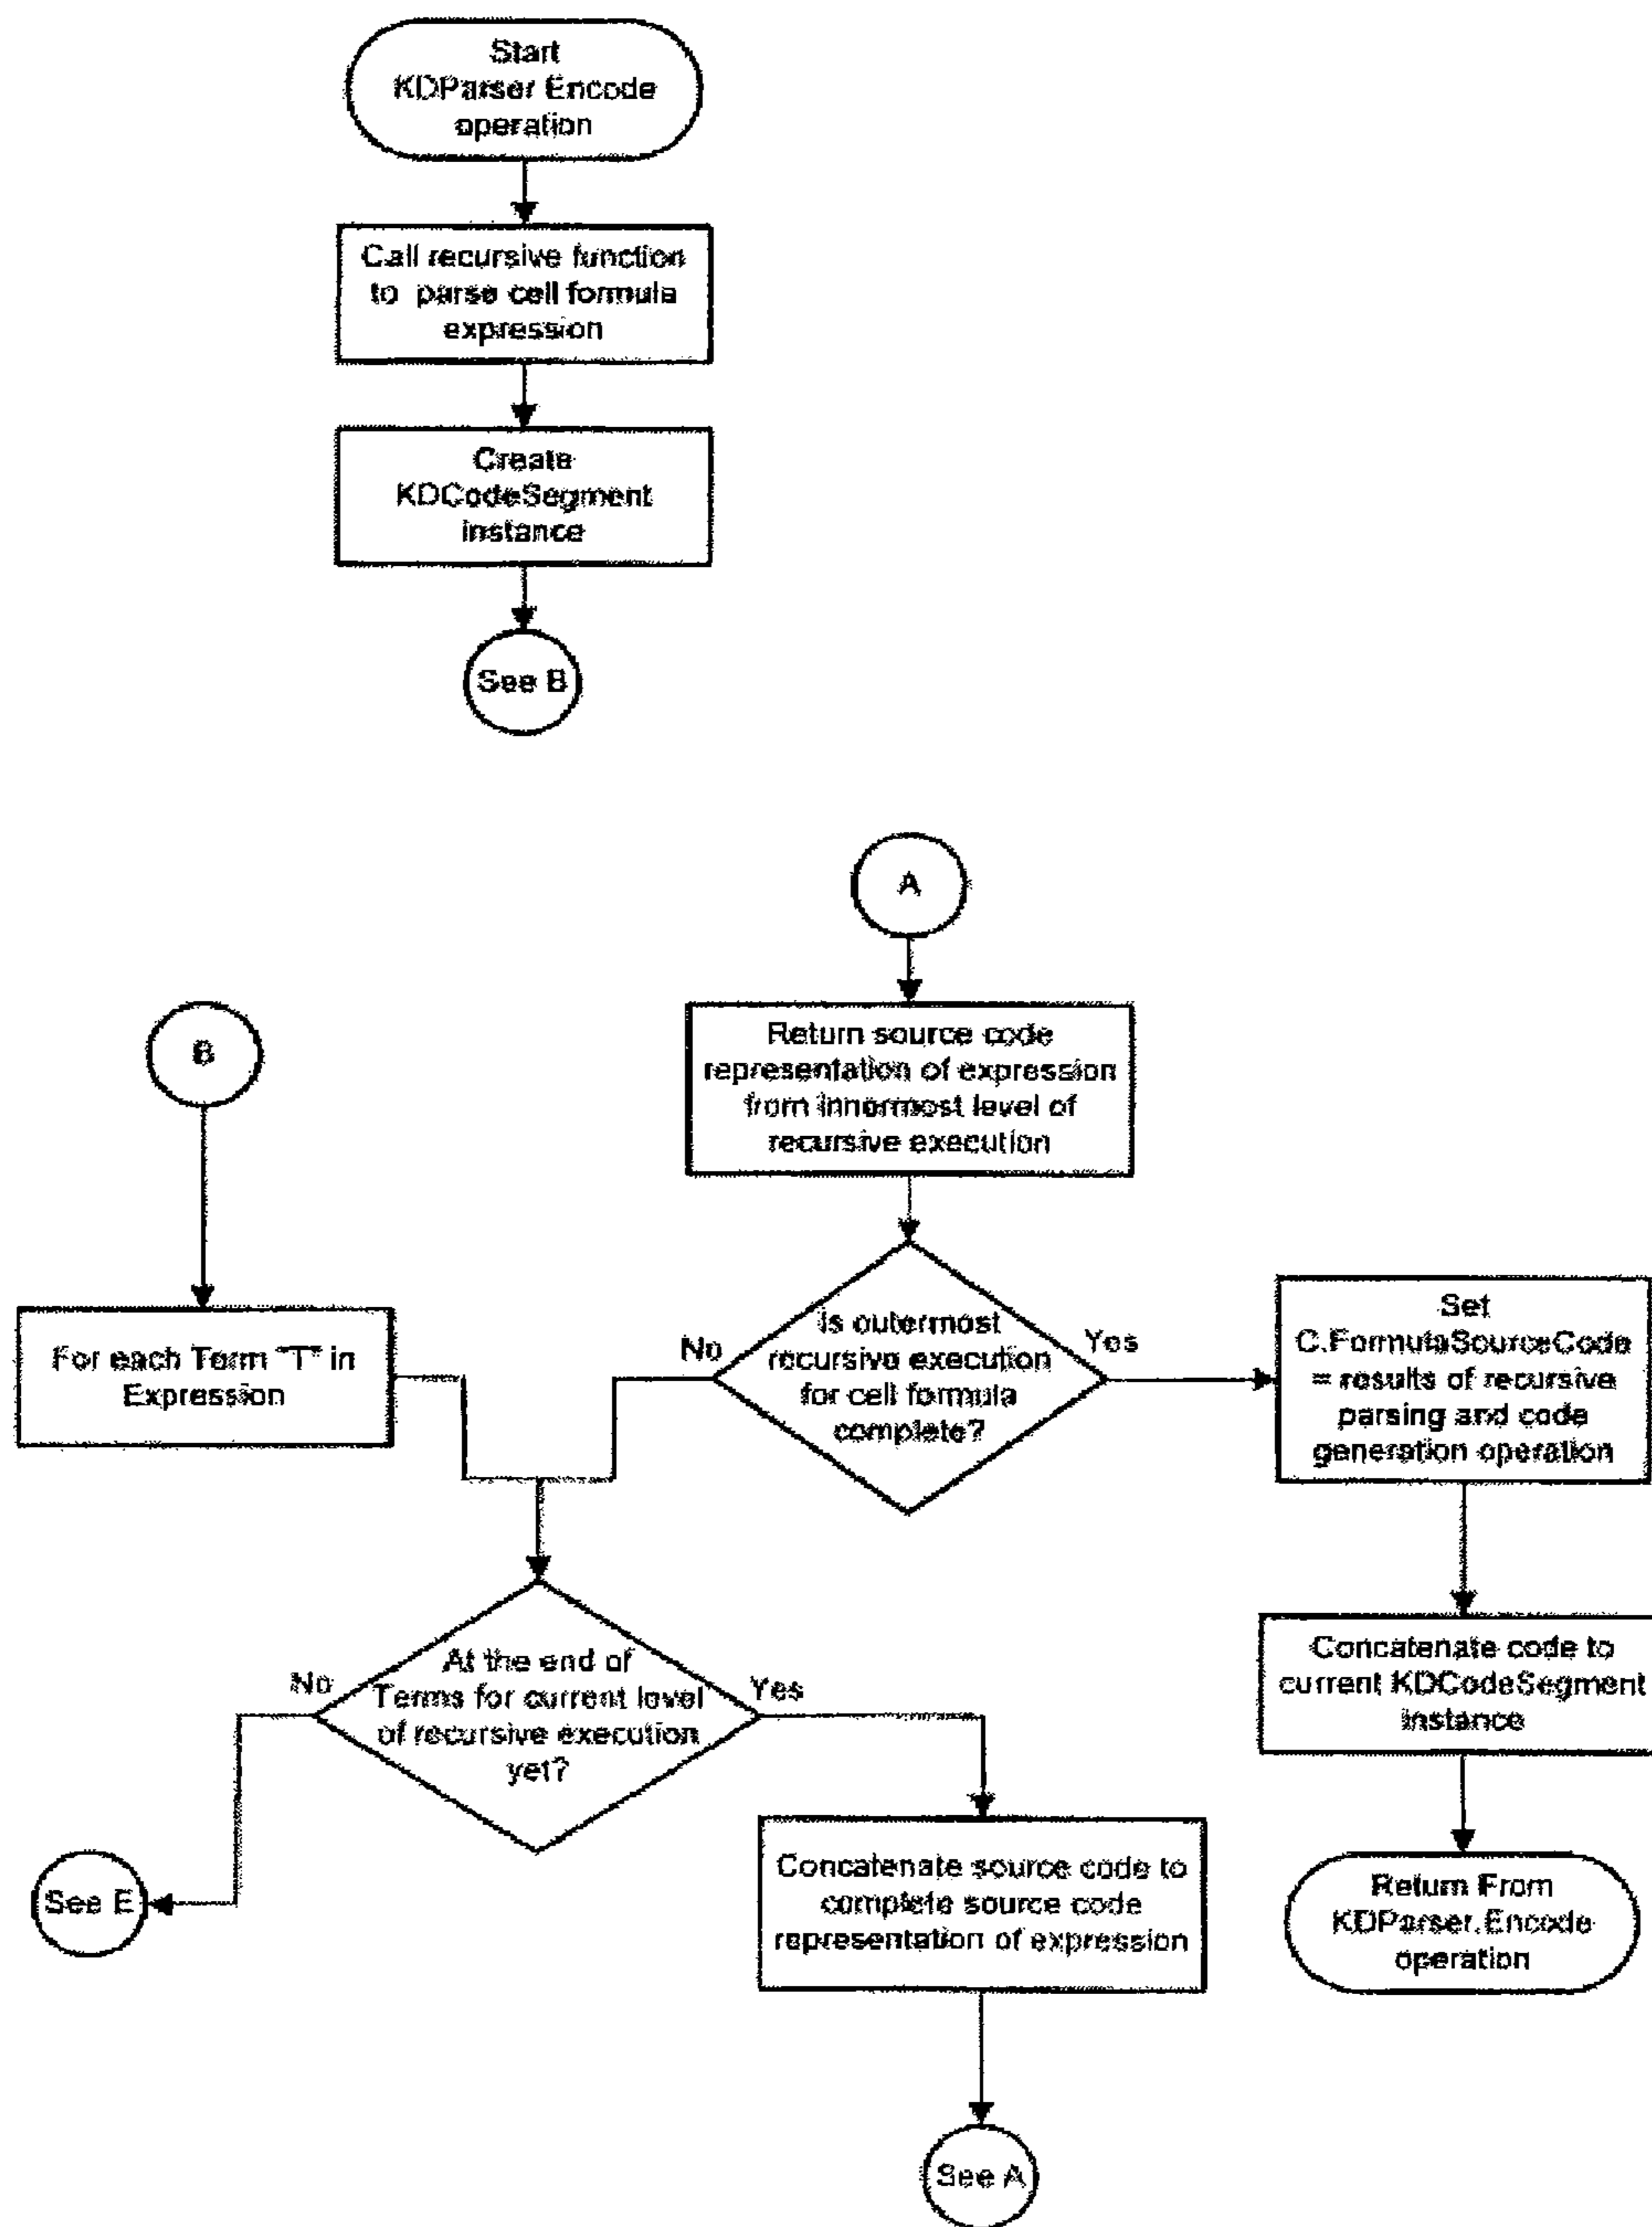 Start
KDParser Encode
operation
Call recursive function
to parse cell formula
expression
Create
KDCodeSegment
instance
See B
A
Return source code
representation of expression
from innermost level of
recursive execution
B
For each Term "T" in
Expression
Is outermost
recursive execution
for cell formula
complete?
No
Yes
Set
C.FormulaSourceCode
= results of recursive
parsing and code
generation operation
At the end of
Terms for current level
of recursive execution
yet?
No
Yes
Concatenate code to
current KDCodeSegment
instance
See E
Concatenate source code to
complete source code
representation of expression
Return From
KDParser.Encode
operation
See A